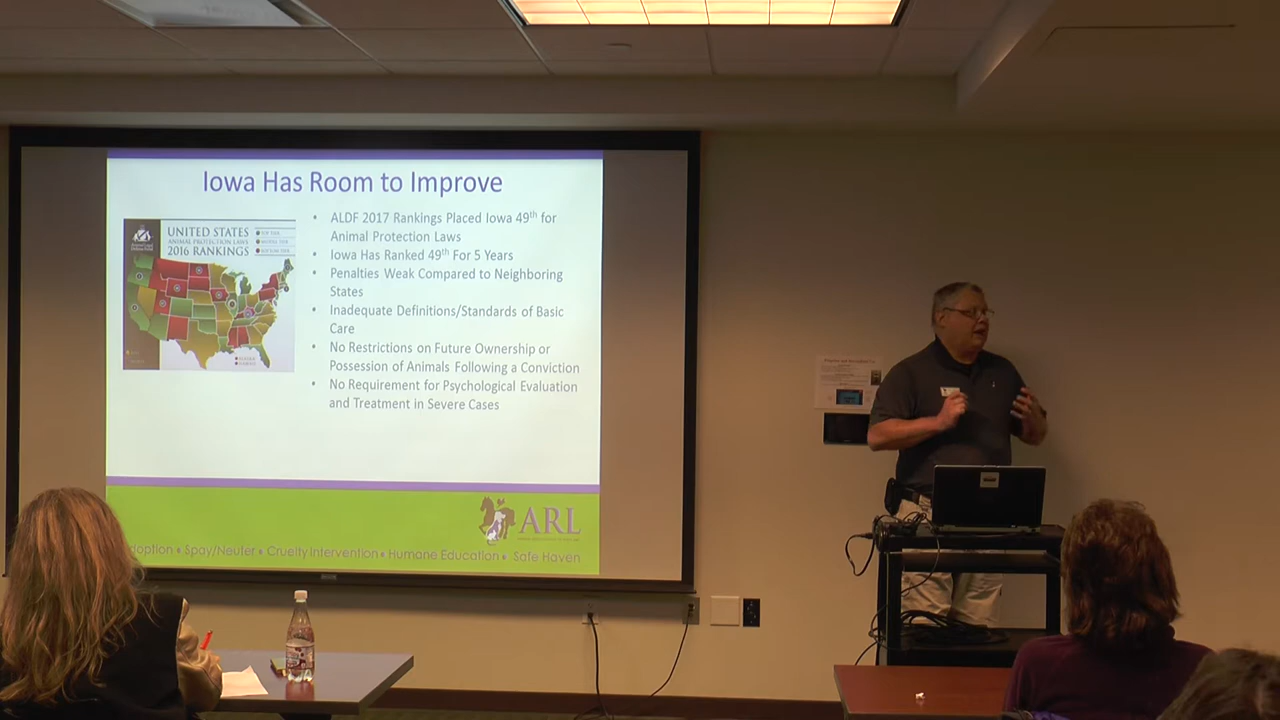 Iowa Has Room to Improve
UNITED STATES
ANIMAL PROTECTION LAWS
2016 RANKINGS
• ALDF 2017 Rankings Placed Iowa 49th for
Animal Protection Laws
• Iowa Has Ranked 49th For 5 Years
• Penalties Weak Compared to Neighboring
States
• Inadequate Definitions/Standards of Basic
Care
• No Restrictions on Future Ownership or
Possession of Animals Following a Conviction
• No Requirement for Psychological Evaluation
and Treatment in Severe Cases
ARL
doption • Spay/Neuter • Cruelty Intervention • Humane Education • Safe Haven